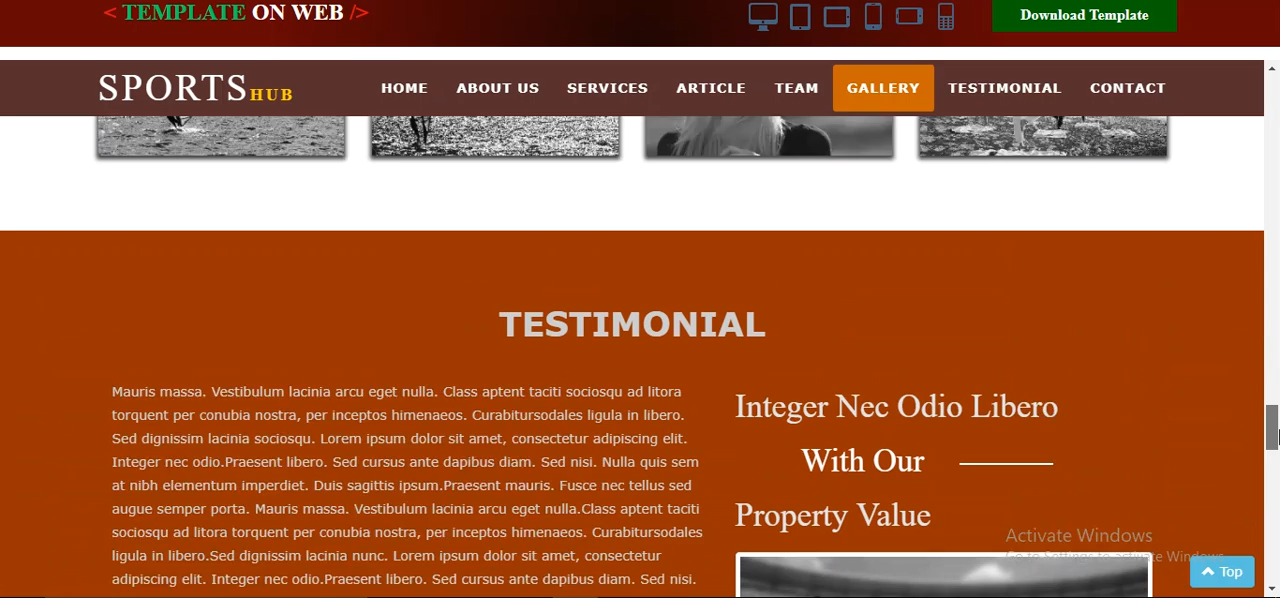 < TEMPLATE ON WEB />
Download Template
SPORTS HUB
HOME ABOUT US SERVICES ARTICLE TEAM GALLERY TESTIMONIAL CONTACT
TESTIMONIAL
Mauris massa. Vestibulum lacinia arcu eget nulla. Class aptent taciti sociosqu ad litora
torquent per conubia nostra, per inceptos himenaeos. Curabitursodales ligula in libero.
Sed dignissim lacinia sociosqu. Lorem ipsum dolor sit amet, consectetur adipiscing elit.
Integer nec odio.Praesent libero. Sed cursus ante dapibus diam. Sed nisi. Nulla quis sem
at nibh elementum imperdiet. Duis sagittis ipsum.Praesent mauris. Fusce nec tellus sed
augue semper porta. Mauris massa. Vestibulum lacinia arcu eget nulla.Class aptent taciti
sociosqu ad litora torquent per conubia nostra, per inceptos himenaeos. Curabitursodales
ligula in libero.Sed dignissim lacinia nunc. Lorem ipsum dolor sit amet, consectetur
adipiscing elit. Integer nec odio.Praesent libero. Sed cursus ante dapibus diam. Sed nisi.
Integer Nec Odio Libero
With Our
Property Value
Activate Windows
Go to Settings to activate Windows.
Top